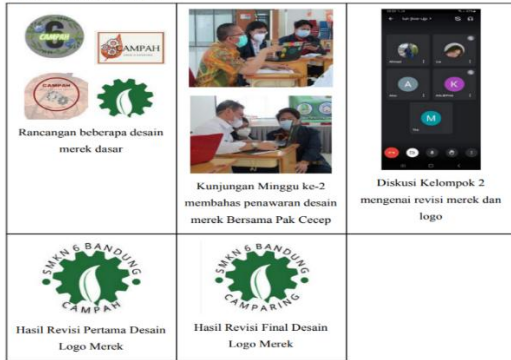 CAMPAH
CAMPAH
CAMPAH
Rancangan beberapa desain
merek dasar
Kunjungan Minggu ke-2
membahas penawaran desain
merek Bersama Pak Cecep
A
K
M
Diskusi Kelompok 2
mengenai revisi merek dan
logo
SMKN 6 BANDUNG
CAMPAH
Hasil Revisi Pertama Desain
Logo Merek
SMKN 6 BANDUNG
CAMPARING
Hasil Revisi Final Desain
Logo Merek